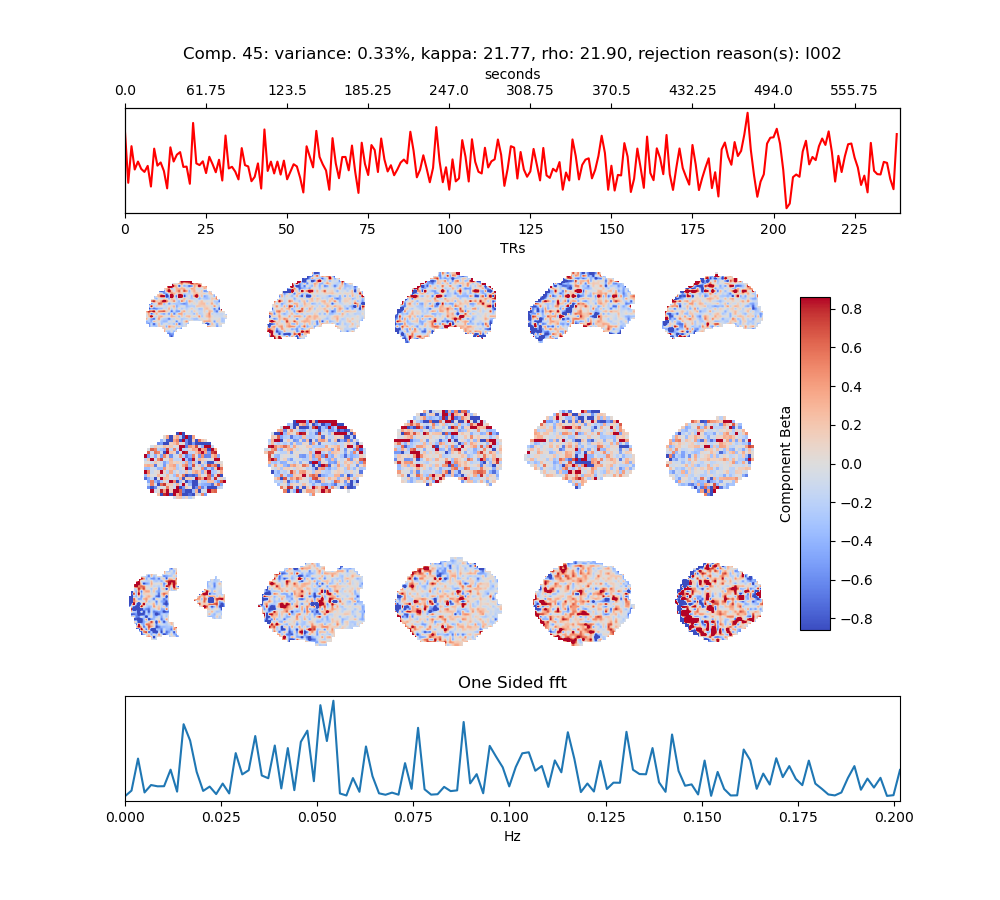 Comp. 45: variance: 0.33%, kappa: 21.77, rho: 21.90, rejection reason(s): I002
seconds
0.0 61.75 123.5 185.25 247.0 308.75 370.5 432.25 494.0 555.75
0 25 50 75 100 125 150 175 200 225
TRs
0.8
0.6
0.4
0.2
0.0
−0.2
−0.4
−0.6
−0.8
Component Beta
One Sided fft
0.000 0.025 0.050 0.075 0.100 0.125 0.150 0.175 0.200
Hz